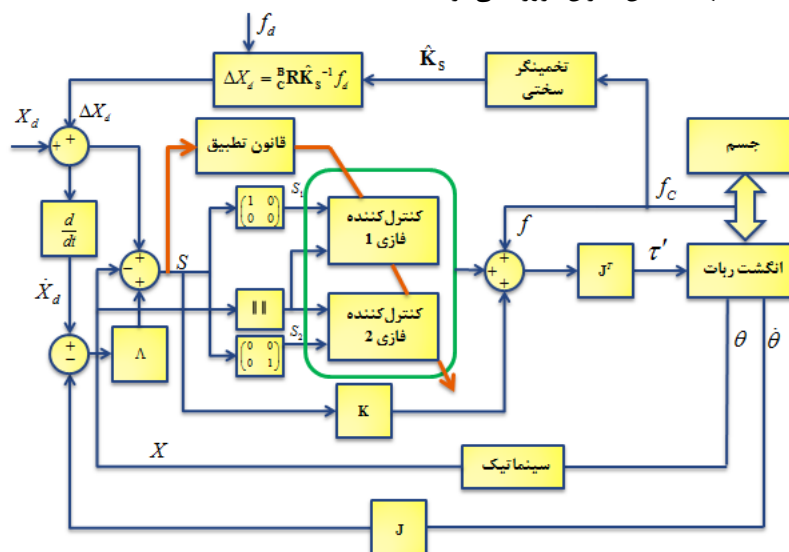 f_d
ΔX_d = ᴮ_C R K̂_S⁻¹ f_d
K̂_S
تخمینگر
سختی
X_d
ΔX_d
+
+
قانون تطبیق
جسم
d/dt
(1 0
0 0)
S_1
کنترل‌کننده
فازی 1
f
f_C
−
+
+
S
+
+
+
J^T
τ′
انگشت ربات
Ẋ_d
‖ ‖
کنترل‌کننده
فازی 2
θ
θ̇
+
−
Λ
(0 0
0 1)
S_2
K
X
سینماتیک
J